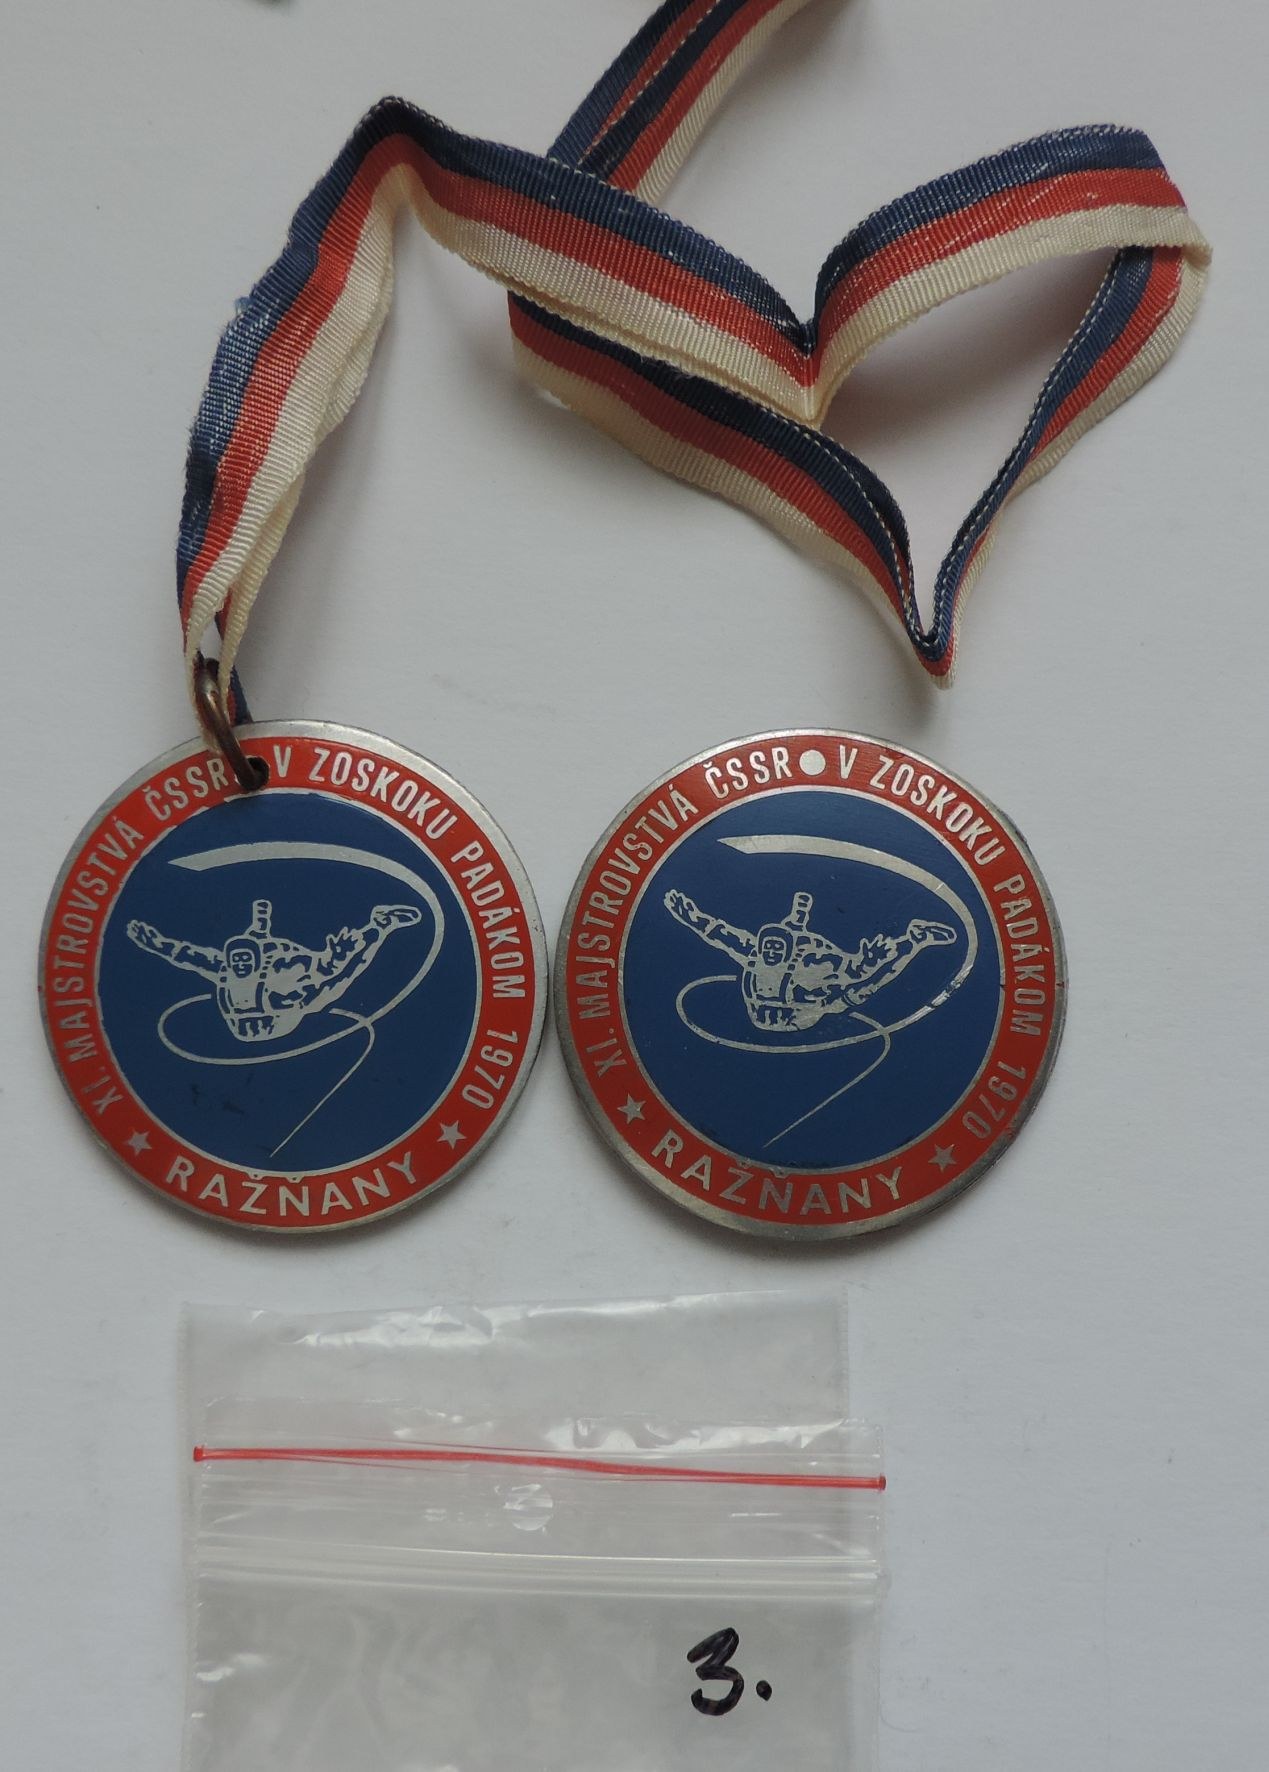 XI. MAJSTROVSTVÁ ČSSR V ZOSKOKU PADÁKOM 1970
RAŽŇANY
XI. MAJSTROVSTVÁ ČSSR V ZOSKOKU PADÁKOM 1970
RAŽŇANY
3.